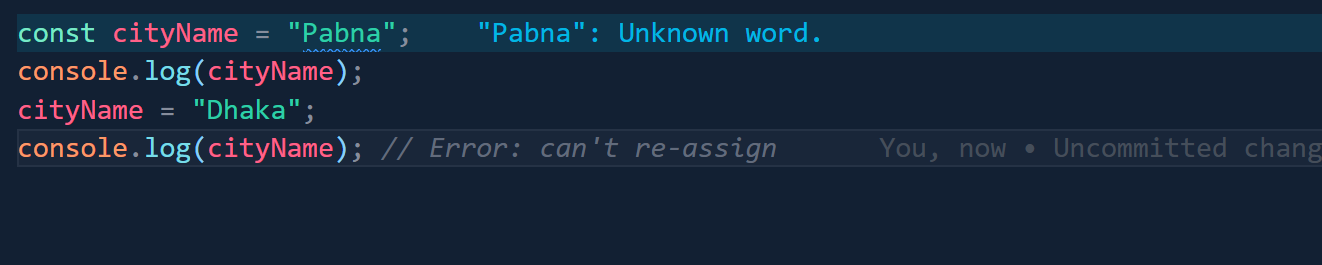 const cityName = "Pabna";    "Pabna": Unknown word.
console.log(cityName);
cityName = "Dhaka";
console.log(cityName); // Error: can't re-assign    You, now • Uncommitted chang